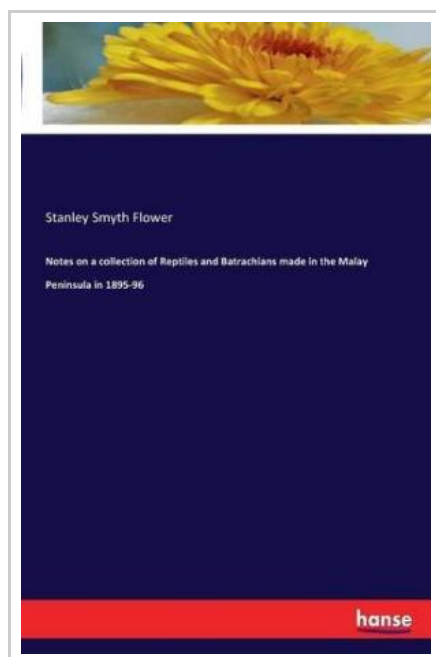 Stanley Smyth Flower
Notes on a collection of Reptiles and Batrachians made in the Malay
Peninsula in 1895-96
hanse